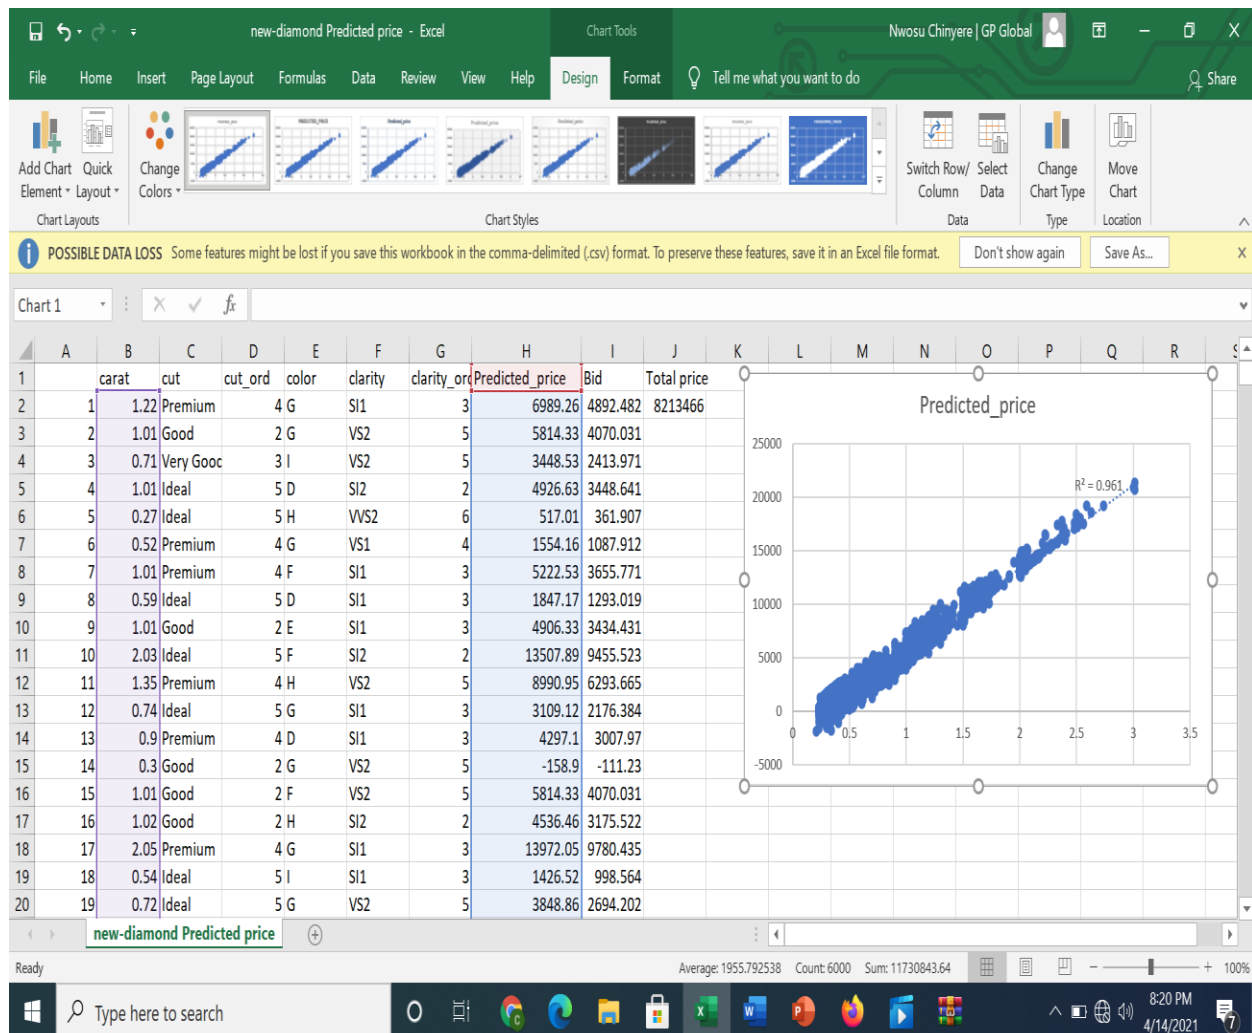 new-diamond Predicted price - Excel Chart Tools Nwosu Chinyere | GP Global
File Home Insert Page Layout Formulas Data Review View Help Design Format Tell me what you want to do Share
Add Chart Element Quick Layout Change Colors Switch Row/ Column Select Data Change Chart Type Move Chart
Chart Layouts Chart Styles Data Type Location
POSSIBLE DATA LOSS Some features might be lost if you save this workbook in the comma-delimited (.csv) format. To preserve these features, save it in an Excel file format. Don't show again Save As...
Chart 1 fx
A B C D E F G H I J K L M N O P Q R S
1 carat cut cut_ord color clarity clarity_ord Predicted_price Bid Total price
2 1 1.22 Premium 4 G SI1 3 6989.26 4892.482 8213466
3 2 1.01 Good 2 G VS2 5 5814.33 4070.031
4 3 0.71 Very Good 3 I VS2 5 3448.53 2413.971
5 4 1.01 Ideal 5 D SI2 2 4926.63 3448.641
6 5 0.27 Ideal 5 H VVS2 6 517.01 361.907
7 6 0.52 Premium 4 G VS1 4 1554.16 1087.912
8 7 1.01 Premium 4 F SI1 3 5222.53 3655.771
9 8 0.59 Ideal 5 D SI1 3 1847.17 1293.019
10 9 1.01 Good 2 E SI1 3 4906.33 3434.431
11 10 2.03 Ideal 5 F SI2 2 13507.89 9455.523
12 11 1.35 Premium 4 H VS2 5 8990.95 6293.665
13 12 0.74 Ideal 5 G SI1 3 3109.12 2176.384
14 13 0.9 Premium 4 D SI1 3 4297.1 3007.97
15 14 0.3 Good 2 G VS2 5 -158.9 -111.23
16 15 1.01 Good 2 F VS2 5 5814.33 4070.031
17 16 1.02 Good 2 H SI2 2 4536.46 3175.522
18 17 2.05 Premium 4 G SI1 3 13972.05 9780.435
19 18 0.54 Ideal 5 I SI1 3 1426.52 998.564
20 19 0.72 Ideal 5 G VS2 5 3848.86 2694.202
Predicted_price
25000
R² = 0.961
20000
15000
10000
5000
0
0 0.5 1 1.5 2 2.5 3 3.5
-5000
new-diamond Predicted price
Ready Average: 1955.792538 Count: 6000 Sum: 11730843.64 100%
Type here to search 8:20 PM
4/14/2021 7